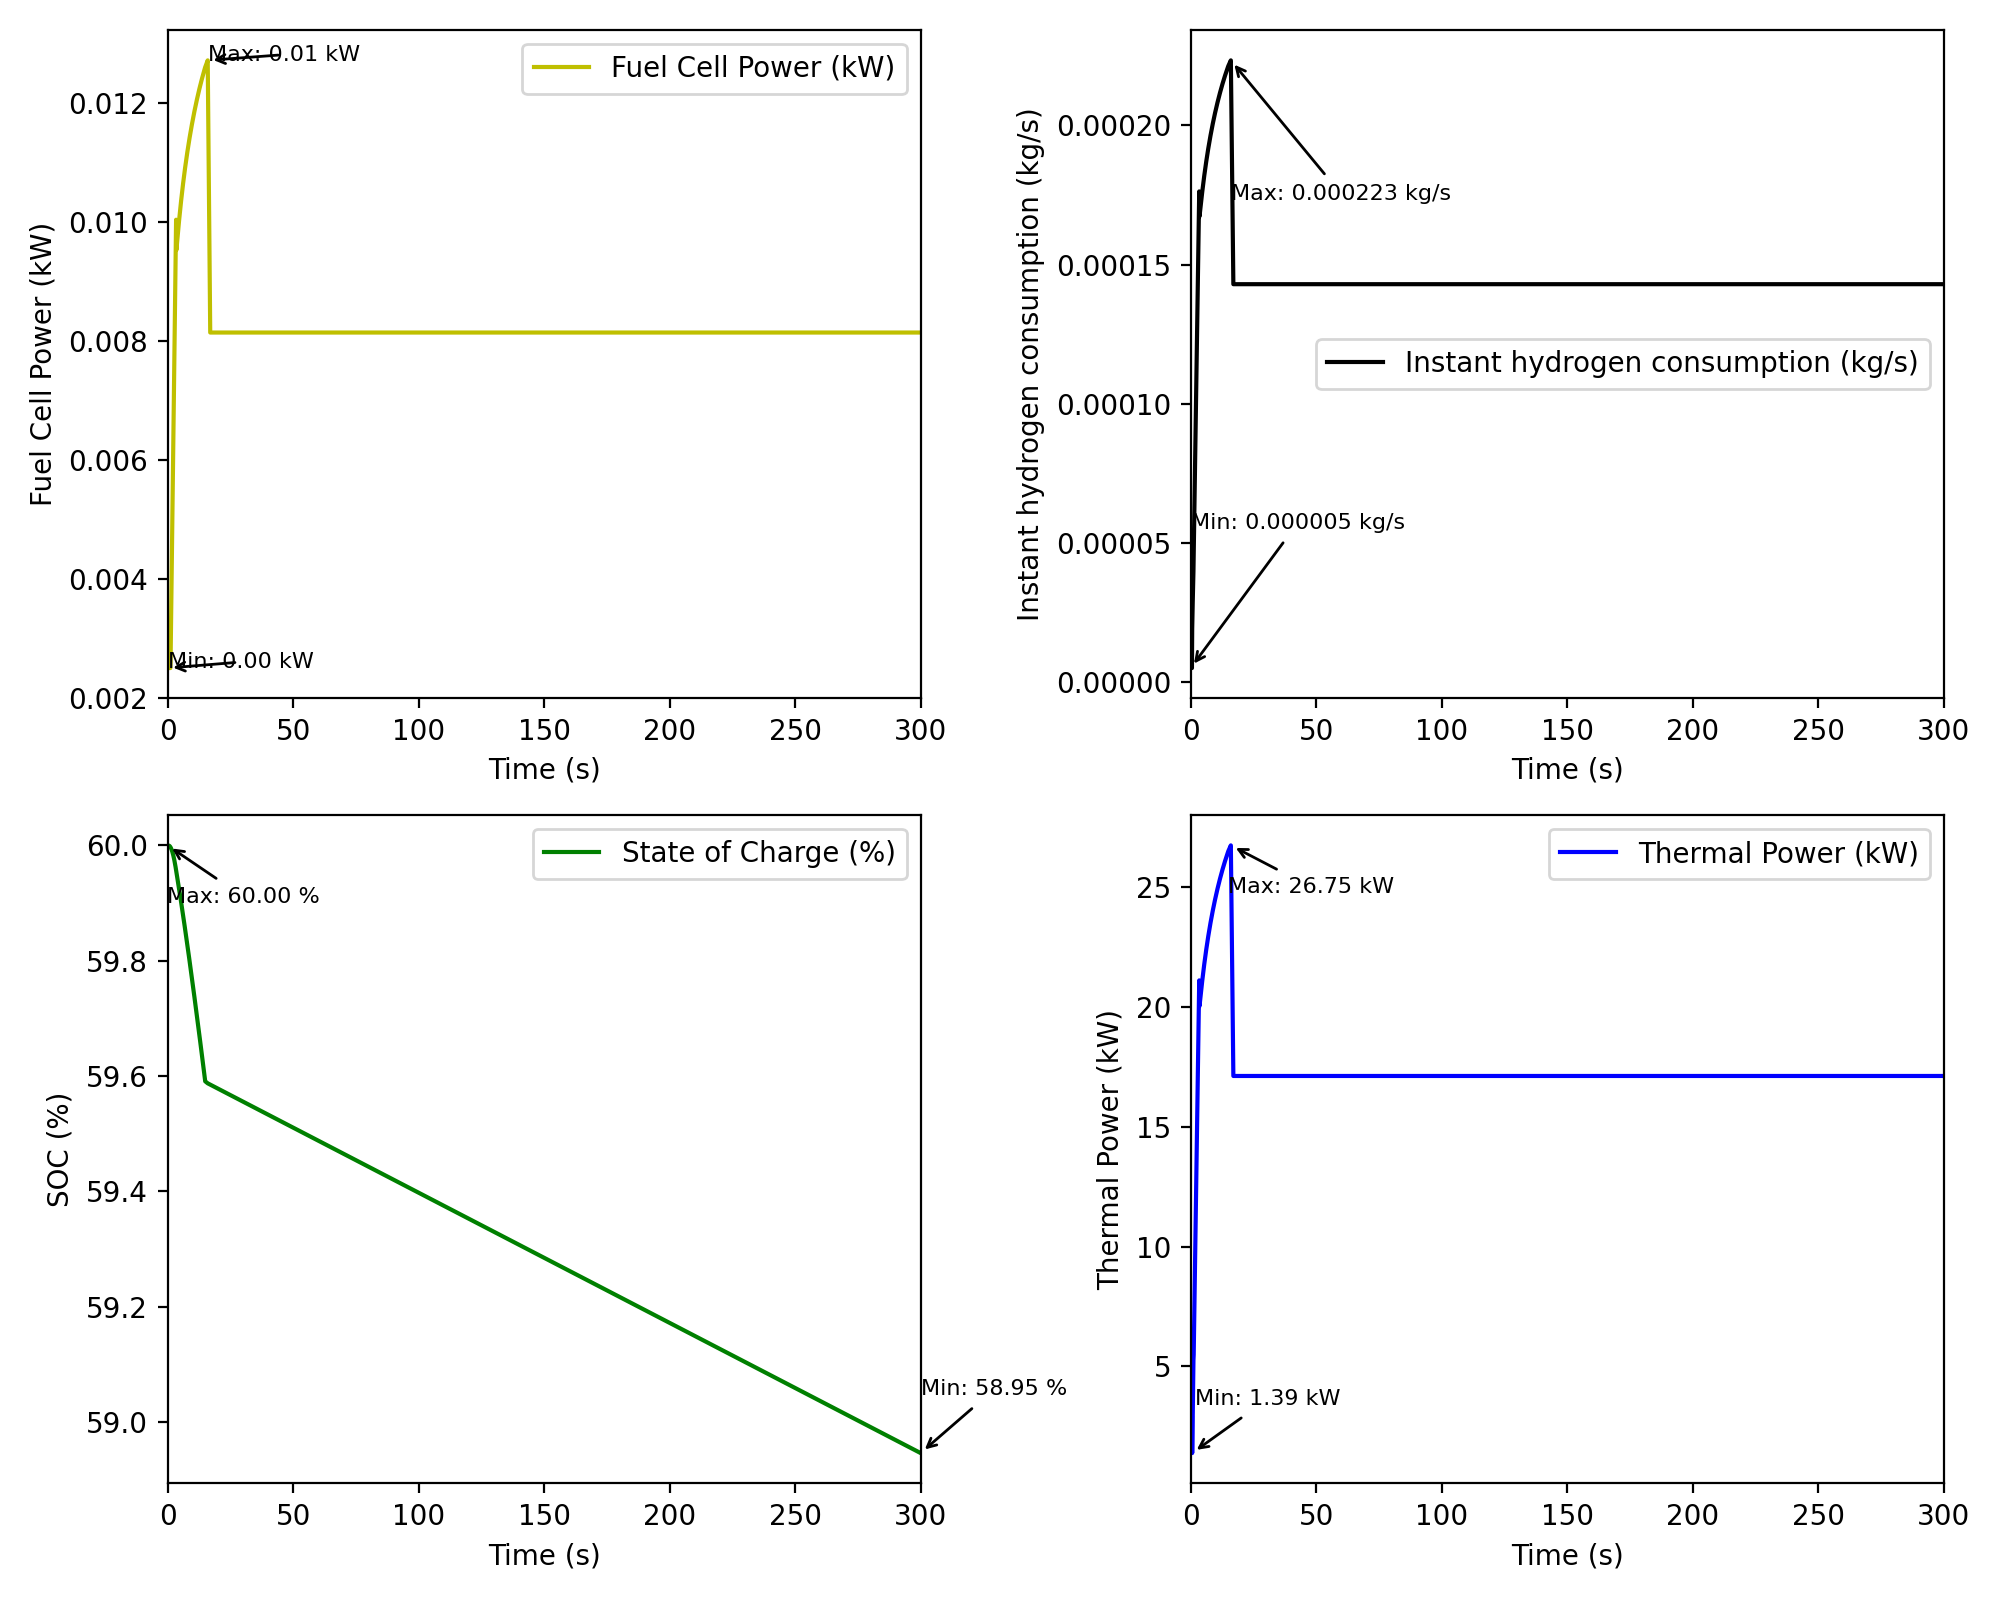 Max: 0.01 kW
Fuel Cell Power (kW)
0.012
0.010
0.008
0.006
0.004
0.002
Fuel Cell Power (kW)
Min: 0.00 kW
0 50 100 150 200 250 300
Time (s)
Instant hydrogen consumption (kg/s)
0.00020
0.00015
0.00010
0.00005
0.00000
Max: 0.000223 kg/s
Instant hydrogen consumption (kg/s)
Min: 0.000005 kg/s
0 50 100 150 200 250 300
Time (s)
State of Charge (%)
Max: 60.00 %
60.0
59.8
59.6
59.4
59.2
59.0
SOC (%)
Min: 58.95 %
0 50 100 150 200 250 300
Time (s)
Thermal Power (kW)
Max: 26.75 kW
25
20
15
10
5
Thermal Power (kW)
Min: 1.39 kW
0 50 100 150 200 250 300
Time (s)